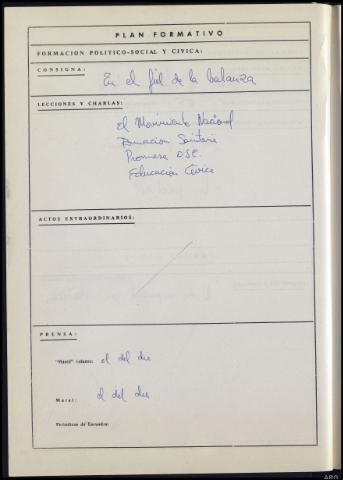 PLAN FORMATIVO
FORMACION POLITICO-SOCIAL Y CIVICA:
CONSIGNA:
En el fiel de la balanza
LECCIONES Y CHARLAS:
El Movimiento Nacional
Formación Sanitaria
Promesa O.J.E.
Educación Cívica
ACTOS EXTRAORDINARIOS:
PRENSA:
el del día
Mural: el del día
Periódicos de Escuadra: